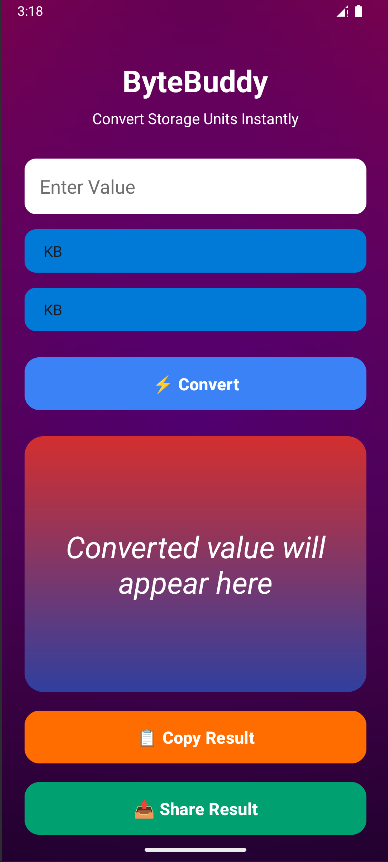 3:18
ByteBuddy
Convert Storage Units Instantly
Enter Value
KB
KB
⚡ Convert
Converted value will
appear here
📋 Copy Result
📤 Share Result